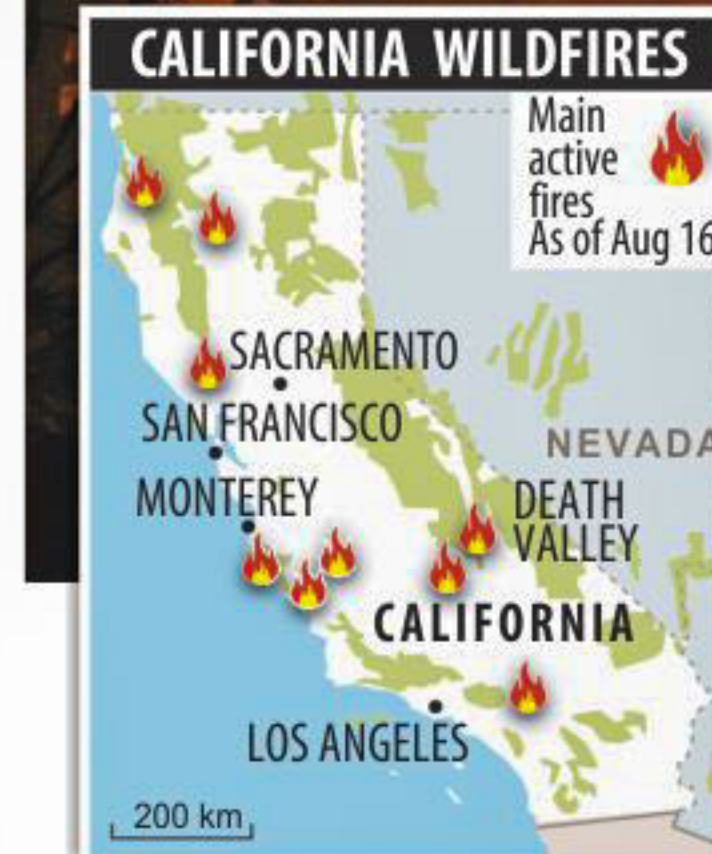 CALIFORNIA WILDFIRES
Main
active
fires
As of Aug 16
SACRAMENTO
SAN FRANCISCO
NEVADA
MONTEREY
DEATH
VALLEY
CALIFORNIA
LOS ANGELES
200 km